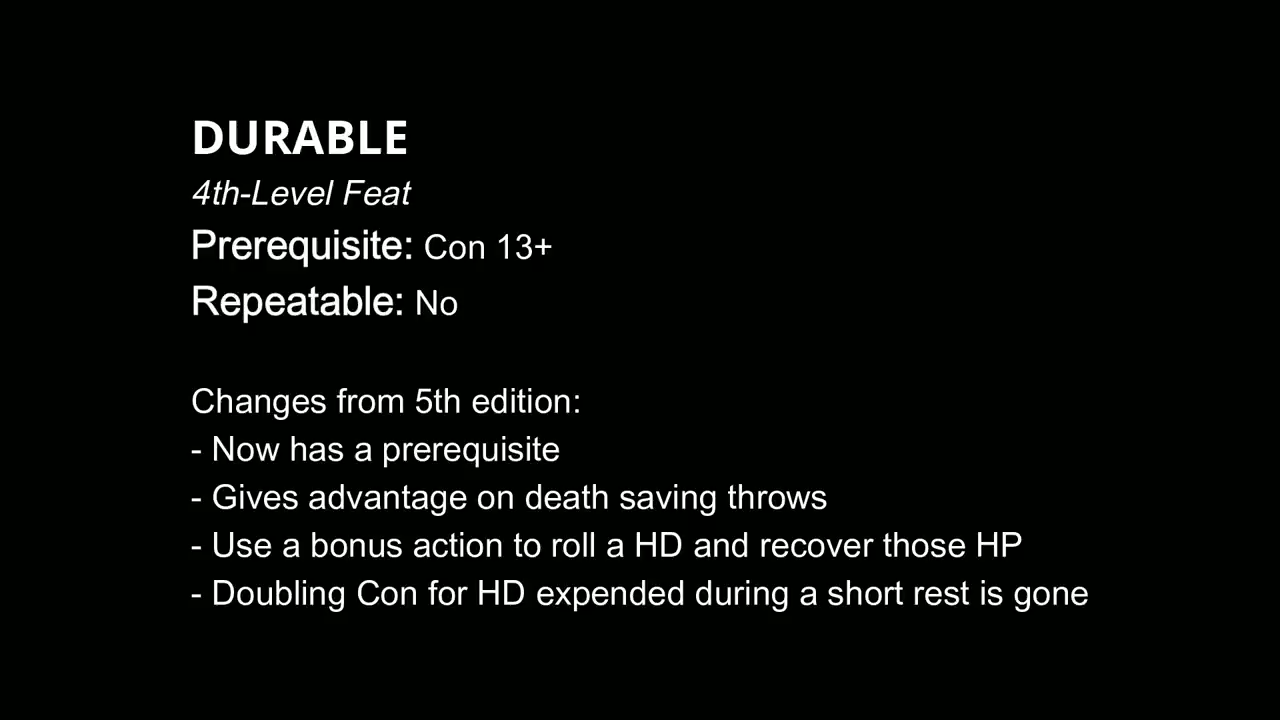 DURABLE
4th-Level Feat
Prerequisite: Con 13+
Repeatable: No
Changes from 5th edition:
- Now has a prerequisite
- Gives advantage on death saving throws
- Use a bonus action to roll a HD and recover those HP
- Doubling Con for HD expended during a short rest is gone